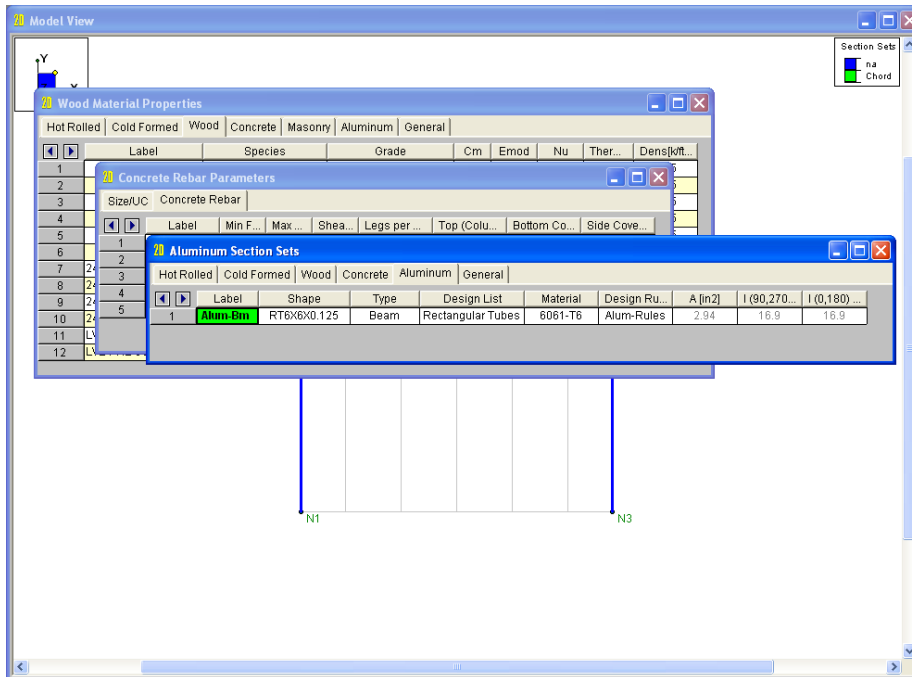 2D Model View
Section Sets
na
Chord
Y
X
2D Wood Material Properties
Hot Rolled Cold Formed Wood Concrete Masonry Aluminum General
Label Species Grade Cm Emod Nu Ther... Dens[k/ft...
1
2
3
4
5
6
7
8
9
10
11
12
2D Concrete Rebar Parameters
Size/UC Concrete Rebar
Label Min F... Max ... Shea... Legs per ... Top (Colu... Bottom Co... Side Cove...
1
2
3
4
5
2D Aluminum Section Sets
Hot Rolled Cold Formed Wood Concrete Aluminum General
Label Shape Type Design List Material Design Ru... A [in2] I (90,270... I (0,180) ...
1 Alum-Bm RT6X6X0.125 Beam Rectangular Tubes 6061-T6 Alum-Rules 2.94 16.9 16.9
N1 N3